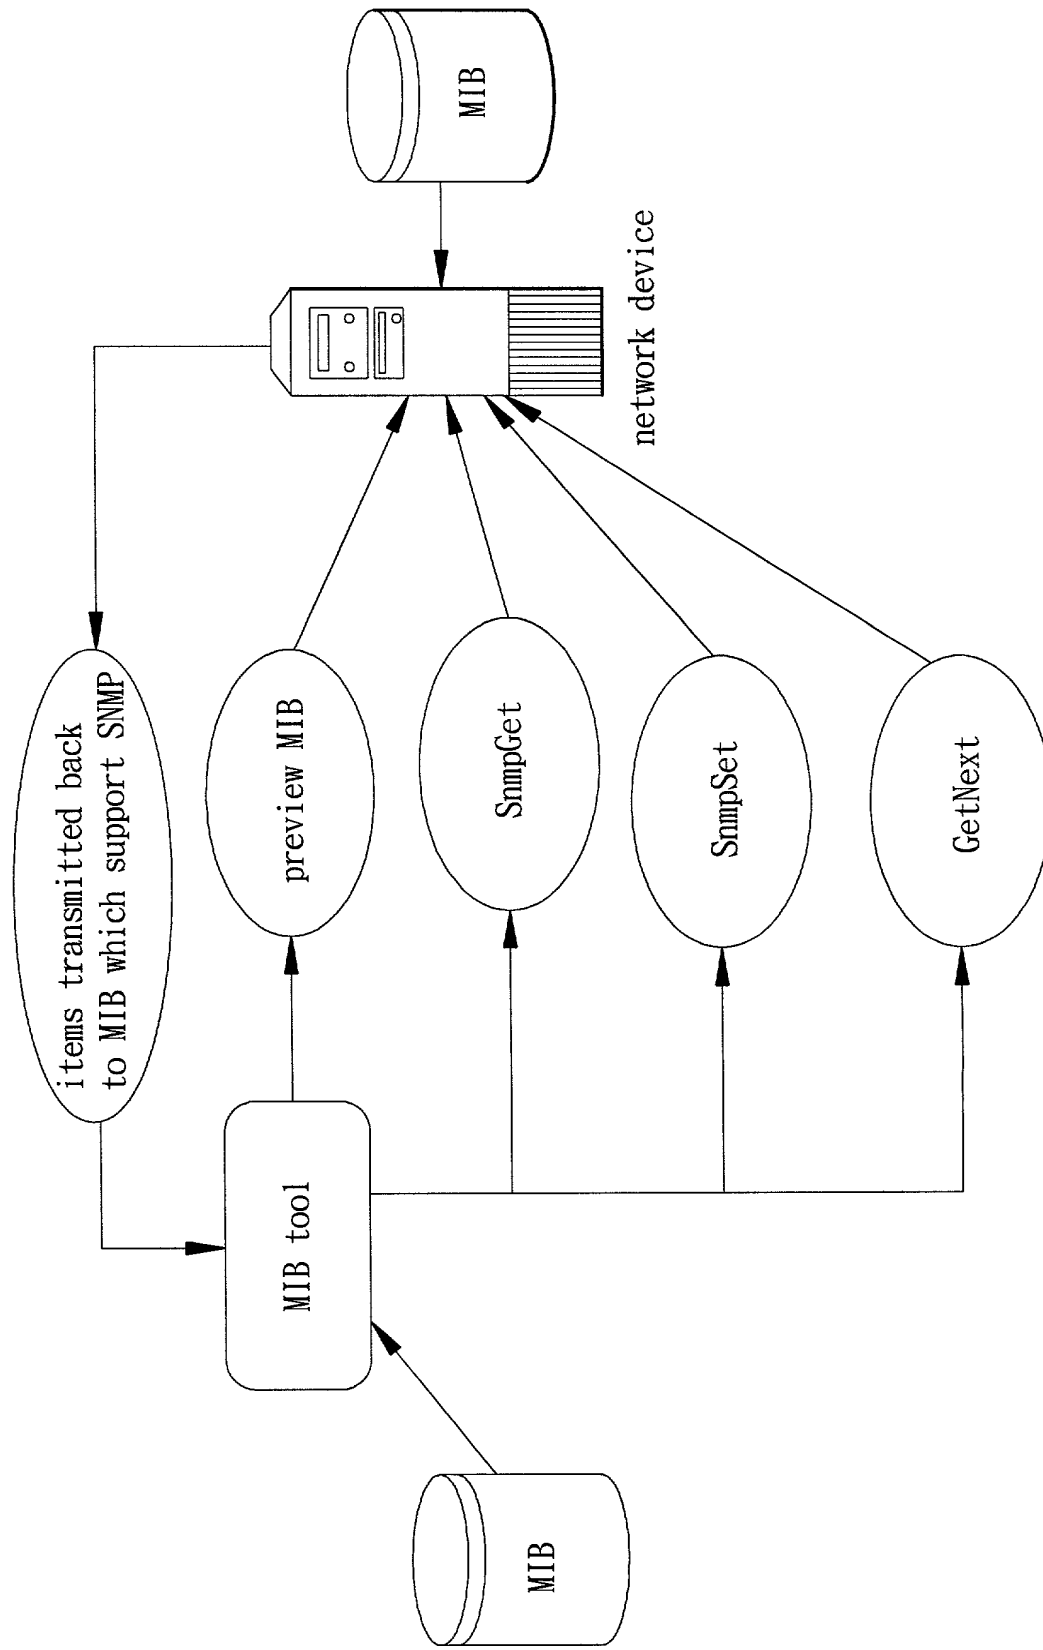 items transmitted back
to MIB which support SNMP
MIB tool
preview MIB
SnmpGet
SnmpSet
GetNext
MIB
network device
MIB